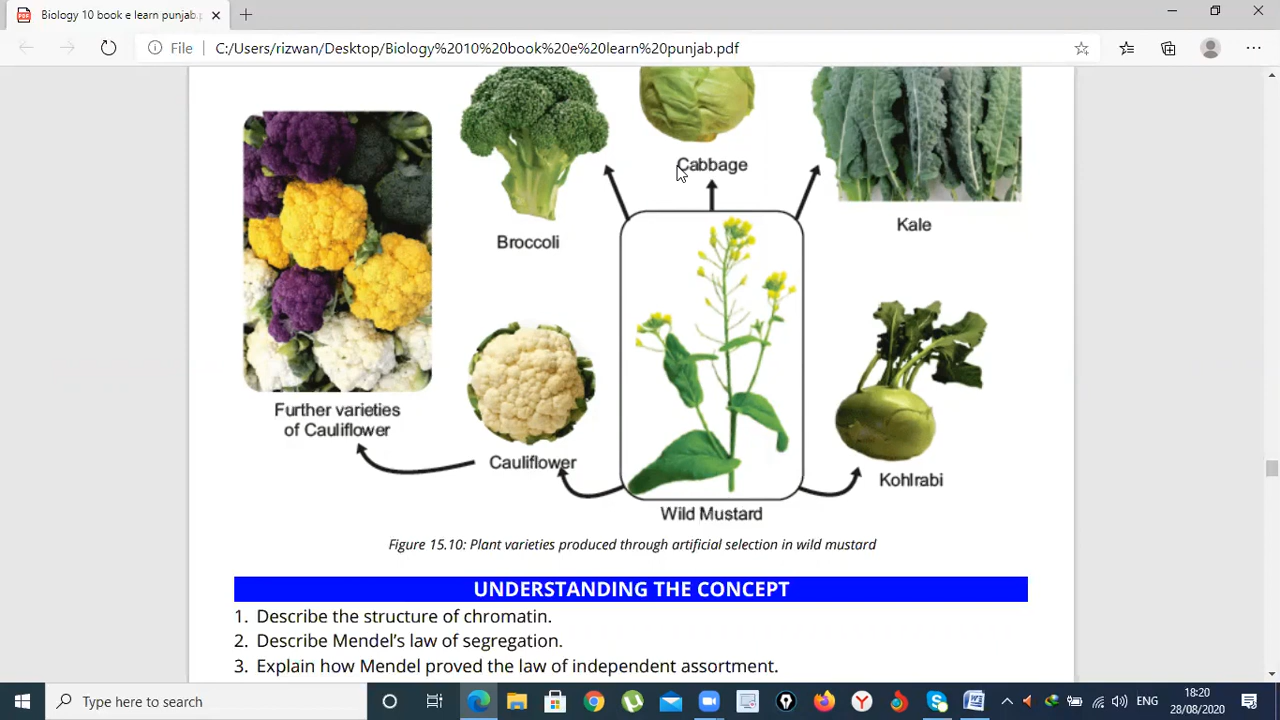 Biology 10 book e learn punjab.p
File
C:/Users/rizwan/Desktop/Biology%2010%20book%20e%20learn%20punjab.pdf
Cabbage
Broccoli
Kale
Further varieties
of Cauliflower
Cauliflower
Kohlrabi
Wild Mustard
Figure 15.10: Plant varieties produced through artificial selection in wild mustard
UNDERSTANDING THE CONCEPT
1. Describe the structure of chromatin.
2. Describe Mendel's law of segregation.
3. Explain how Mendel proved the law of independent assortment.
Type here to search
ENG
18:20
28/08/2020